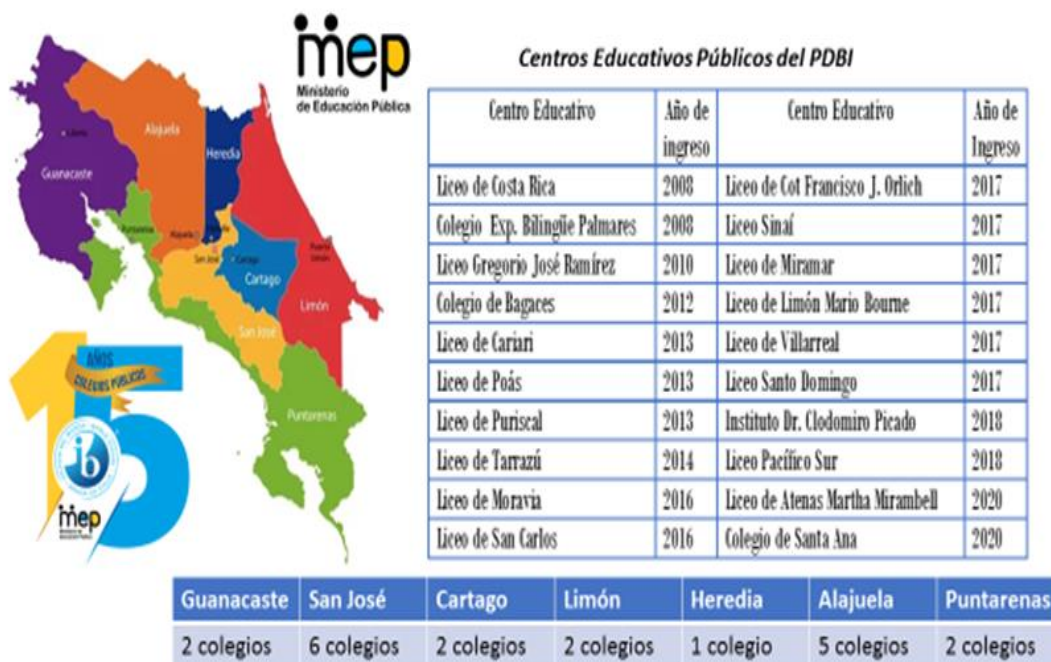 mep
Ministerio
de Educación Pública
Centros Educativos Públicos del PDBI
Centro Educativo | Año de ingreso | Centro Educativo | Año de Ingreso
Liceo de Costa Rica | 2008 | Liceo de Cot Francisco J. Orlich | 2017
Colegio Exp. Bilingüe Palmares | 2008 | Liceo Sinaí | 2017
Liceo Gregorio José Ramírez | 2010 | Liceo de Miramar | 2017
Colegio de Bagaces | 2012 | Liceo de Limón Mario Bourne | 2017
Liceo de Cariari | 2013 | Liceo de Villarreal | 2017
Liceo de Poás | 2013 | Liceo Santo Domingo | 2017
Liceo de Puriscal | 2013 | Instituto Dr. Clodomiro Picado | 2018
Liceo de Tarrazú | 2014 | Liceo Pacífico Sur | 2018
Liceo de Moravia | 2016 | Liceo de Atenas Martha Mirambell | 2020
Liceo de San Carlos | 2016 | Colegio de Santa Ana | 2020
Guanacaste
Liberia
Alajuela
Heredia
Puntarenas
Alajuela
San José
Cartago
Cartago
Puerto Limón
Limón
San José
Puntarenas
15
AÑOS
COLEGIOS PÚBLICOS
ib
mep
Guanacaste | San José | Cartago | Limón | Heredia | Alajuela | Puntarenas
2 colegios | 6 colegios | 2 colegios | 2 colegios | 1 colegio | 5 colegios | 2 colegios